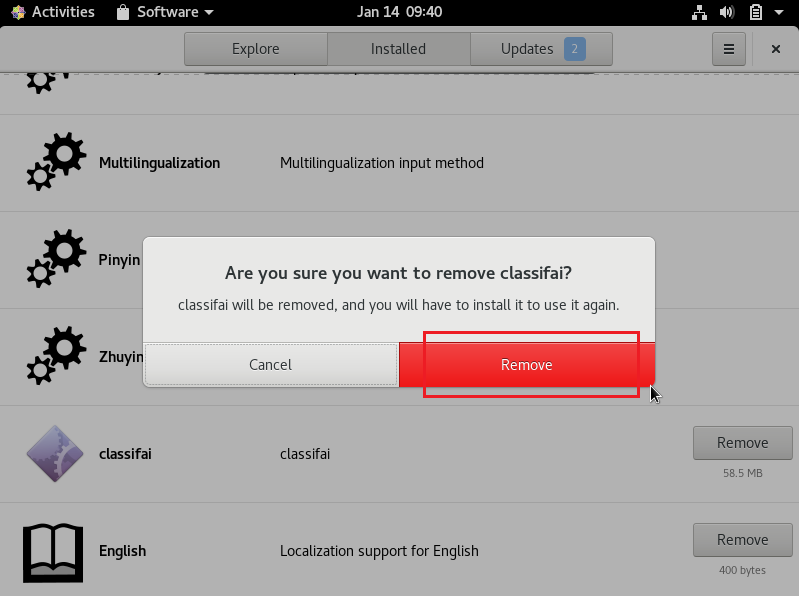 Activities Software Jan 14 09:40
Explore Installed Updates 2
Multilingualization Multilingualization input method
Pinyin
Are you sure you want to remove classifai?
classifai will be removed, and you will have to install it to use it again.
Zhuyin
Cancel Remove
classifai classifai Remove
58.5 MB
English Localization support for English Remove
400 bytes